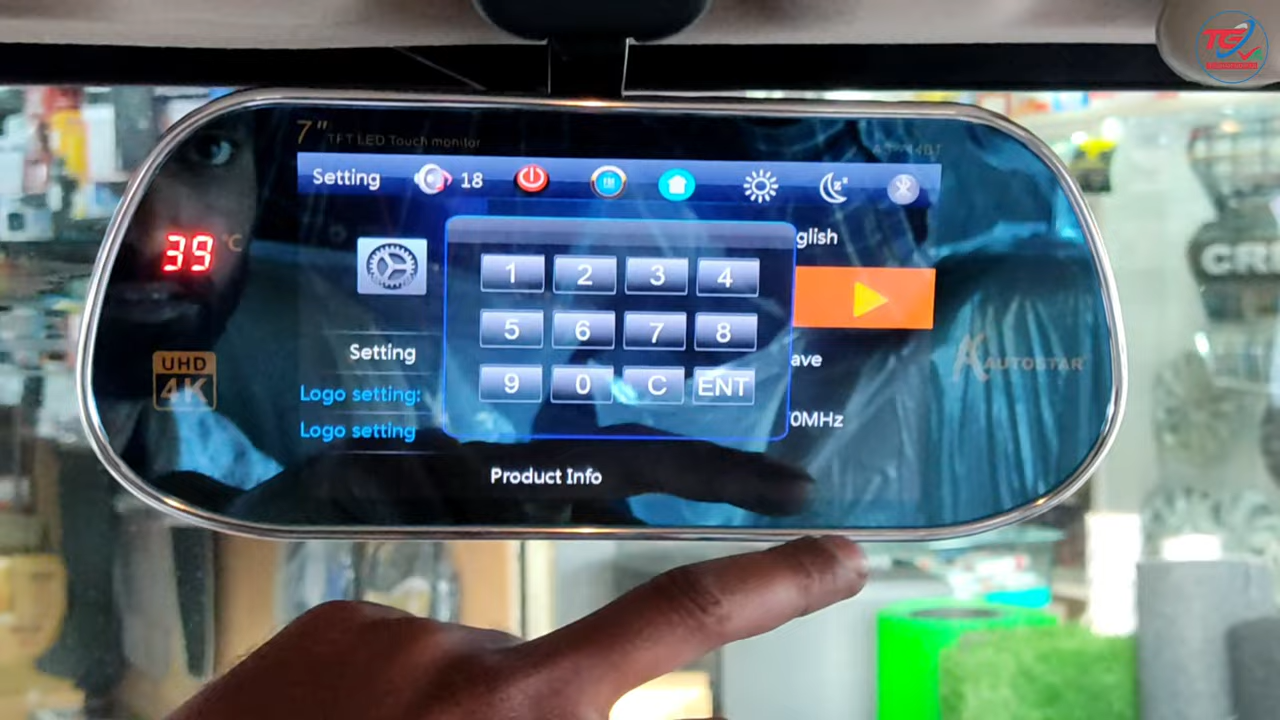 7" TFT LED Touch monitor
Setting 18
39 °C
glish
1 2 3 4
5 6 7 8
9 0 C ENT
Setting
ave
UHD
4K
AUTOSTAR
Logo setting:
0MHz
Logo setting
Product Info